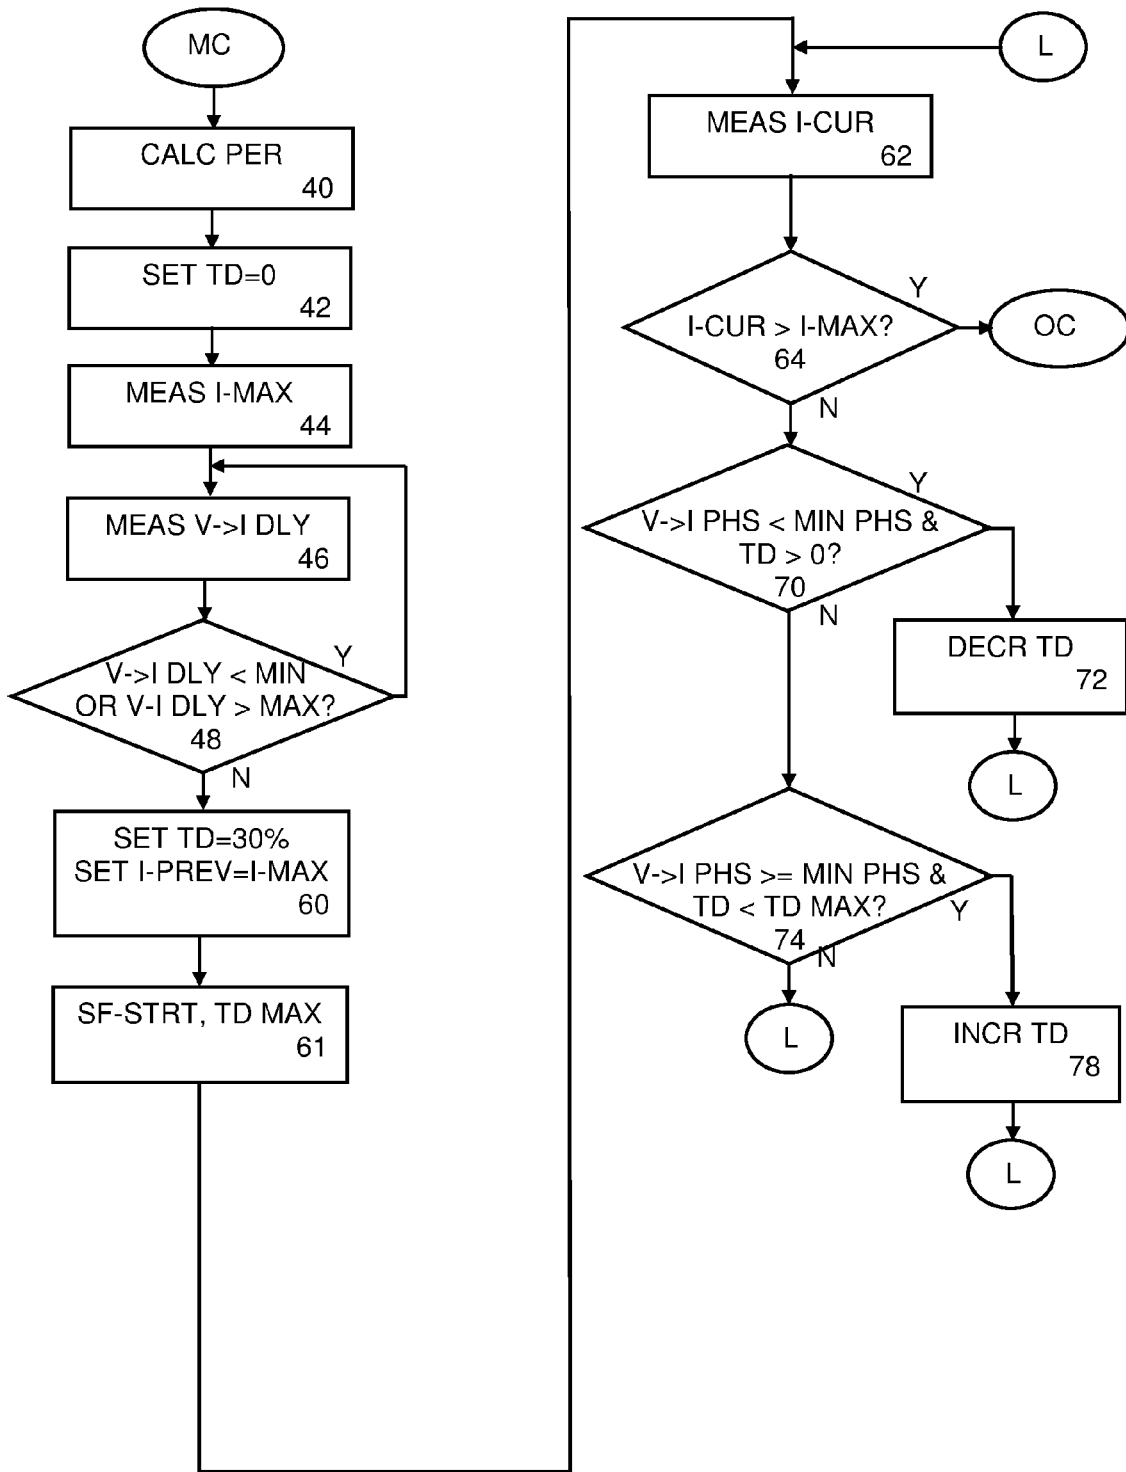 MC
CALC PER
40
SET TD=0
42
MEAS I-MAX
44
MEAS V->I DLY
46
V->I DLY < MIN
OR V-I DLY > MAX?
48
Y
N
SET TD=30%
SET I-PREV=I-MAX
60
SF-STRT, TD MAX
61
L
MEAS I-CUR
62
I-CUR > I-MAX?
64
Y
OC
N
V->I PHS < MIN PHS &
TD > 0?
70
Y
N
DECR TD
72
L
V->I PHS >= MIN PHS &
TD < TD MAX?
74
Y
N
L
INCR TD
78
L